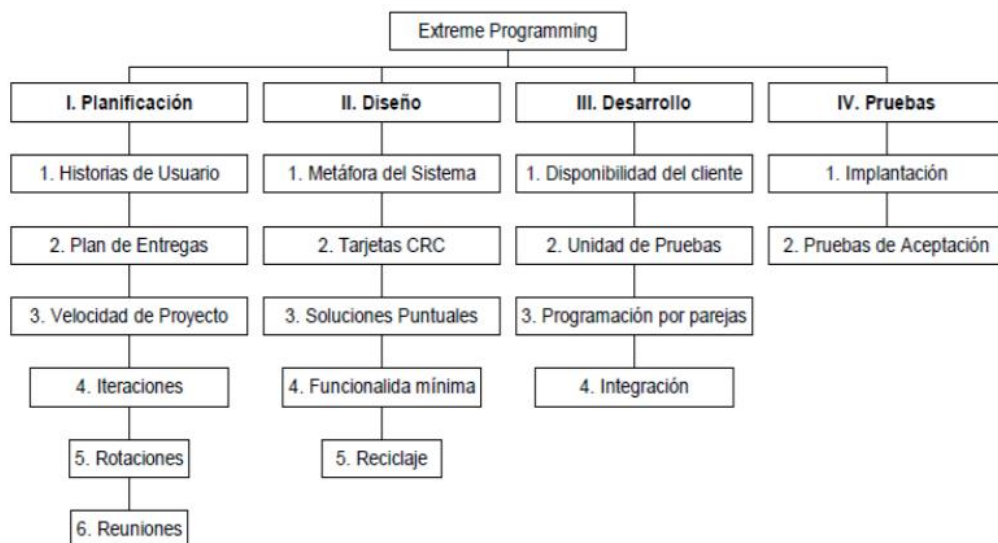 Extreme Programming
I. Planificación
II. Diseño
III. Desarrollo
IV. Pruebas
1. Historias de Usuario
1. Metáfora del Sistema
1. Disponibilidad del cliente
1. Implantación
2. Plan de Entregas
2. Tarjetas CRC
2. Unidad de Pruebas
2. Pruebas de Aceptación
3. Velocidad de Proyecto
3. Soluciones Puntuales
3. Programación por parejas
4. Iteraciones
4. Funcionalida mínima
4. Integración
5. Rotaciones
5. Reciclaje
6. Reuniones